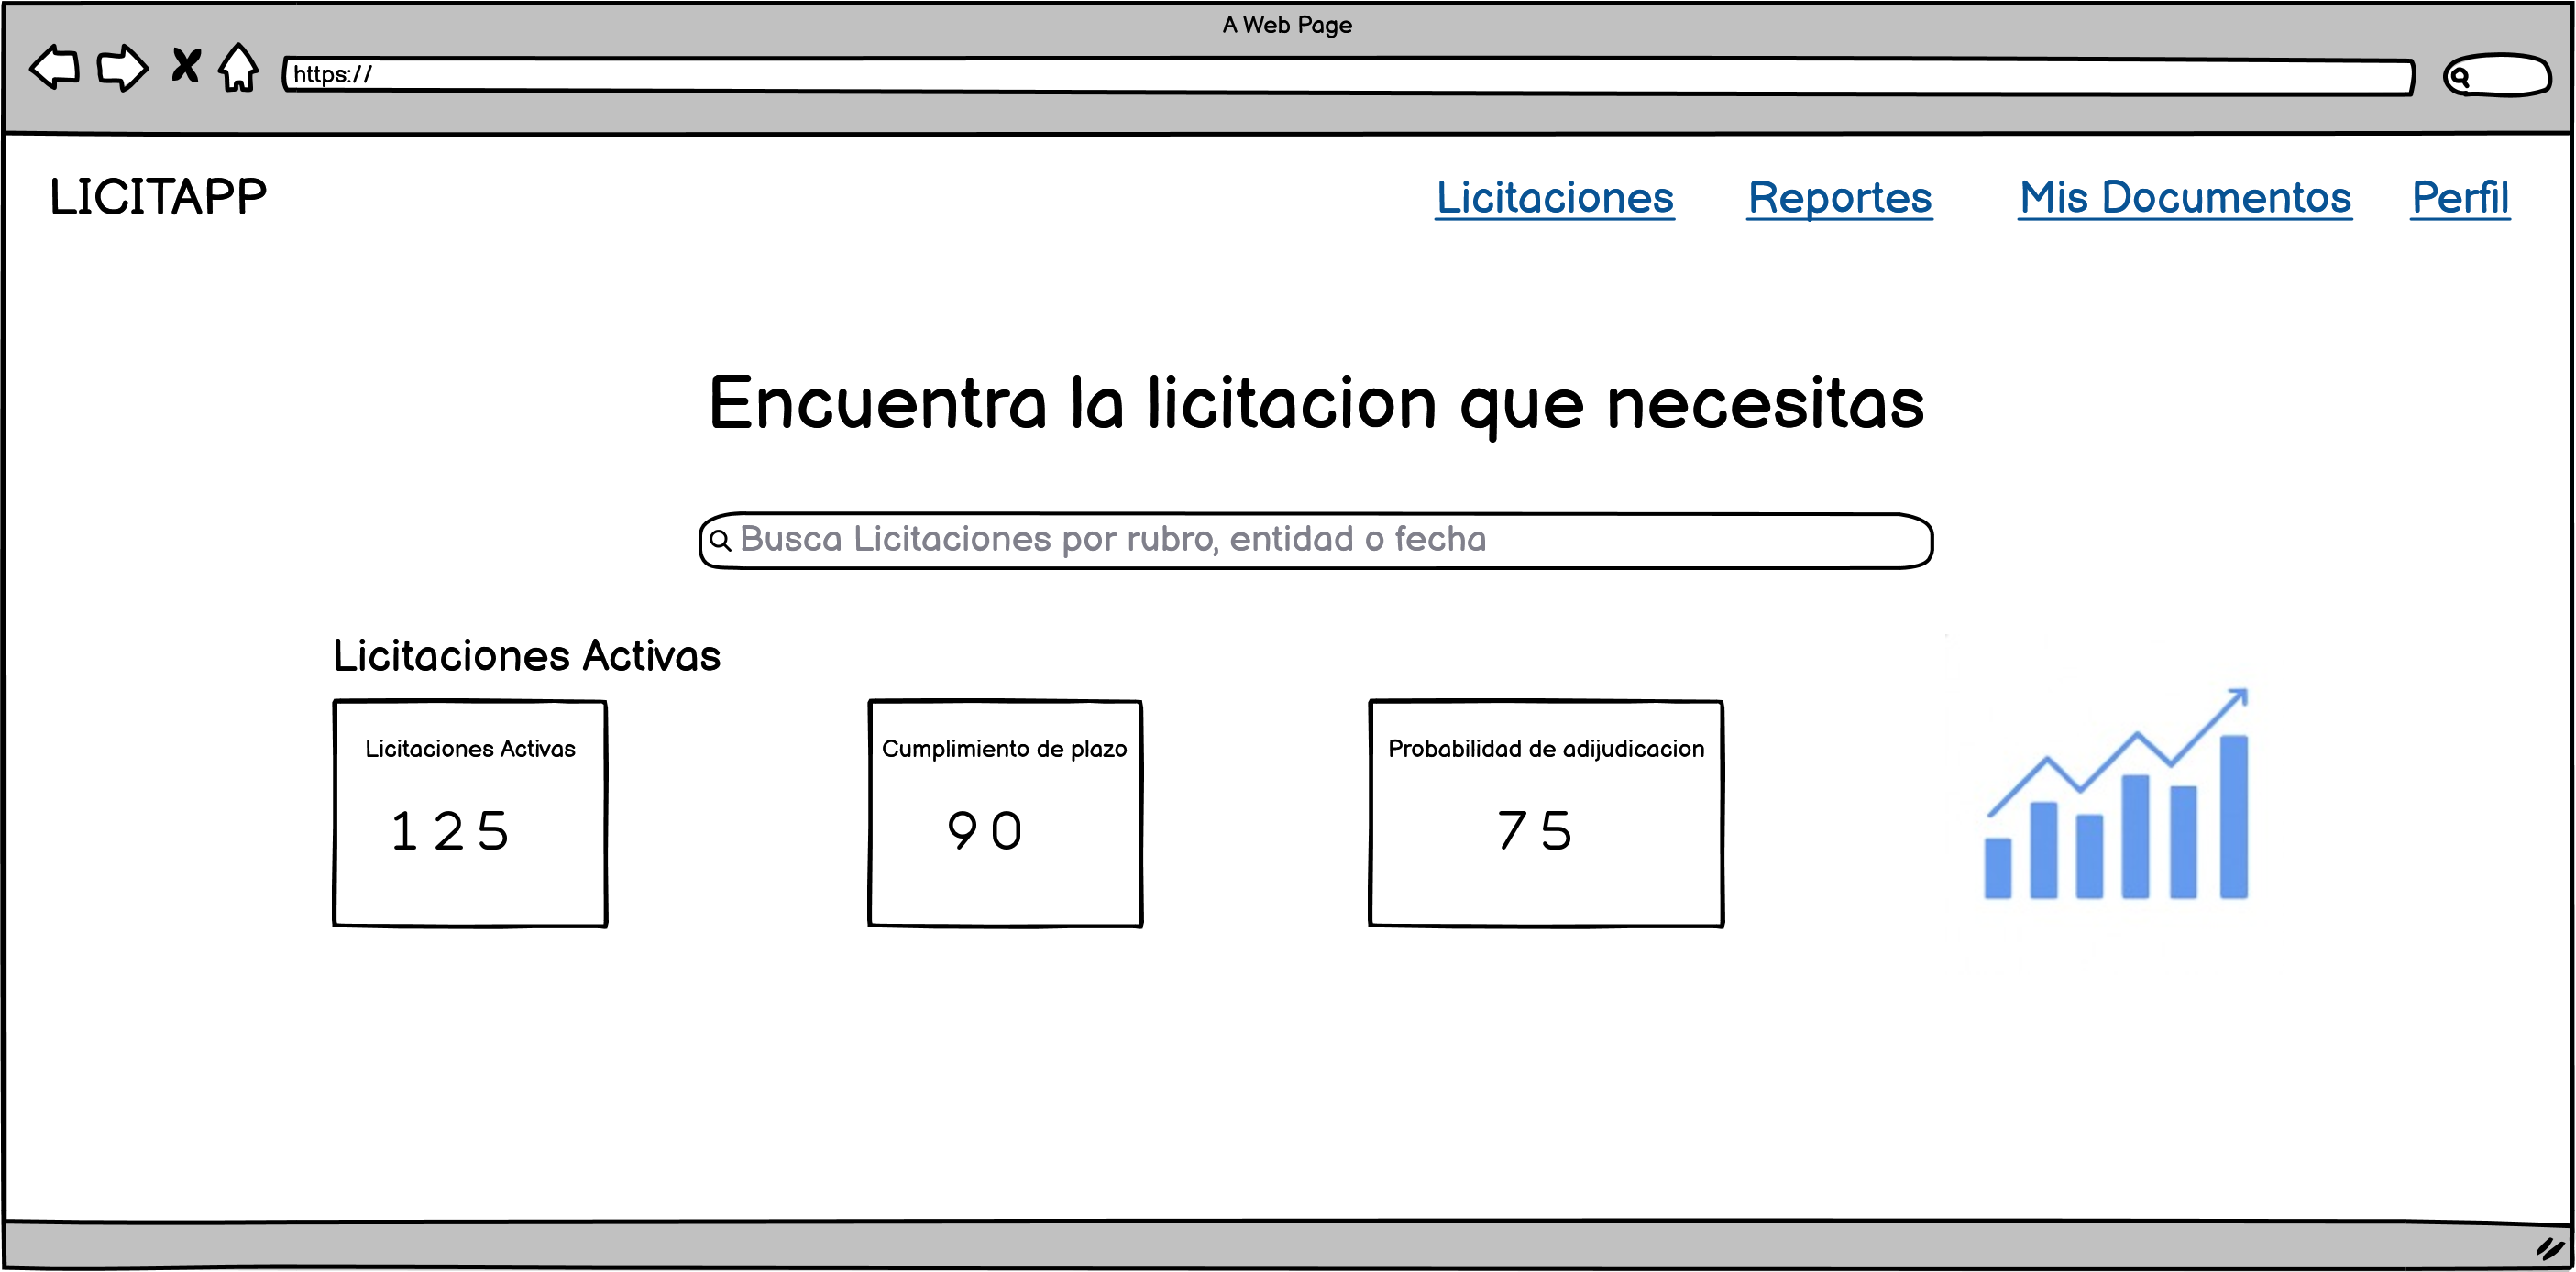 A Web Page
https://
LICITAPP
Licitaciones
Reportes
Mis Documentos
Perfil
Encuentra la licitacion que necesitas
Busca Licitaciones por rubro, entidad o fecha
Licitaciones Activas
Licitaciones Activas
125
Cumplimiento de plazo
90
Probabilidad de adijudicacion
75